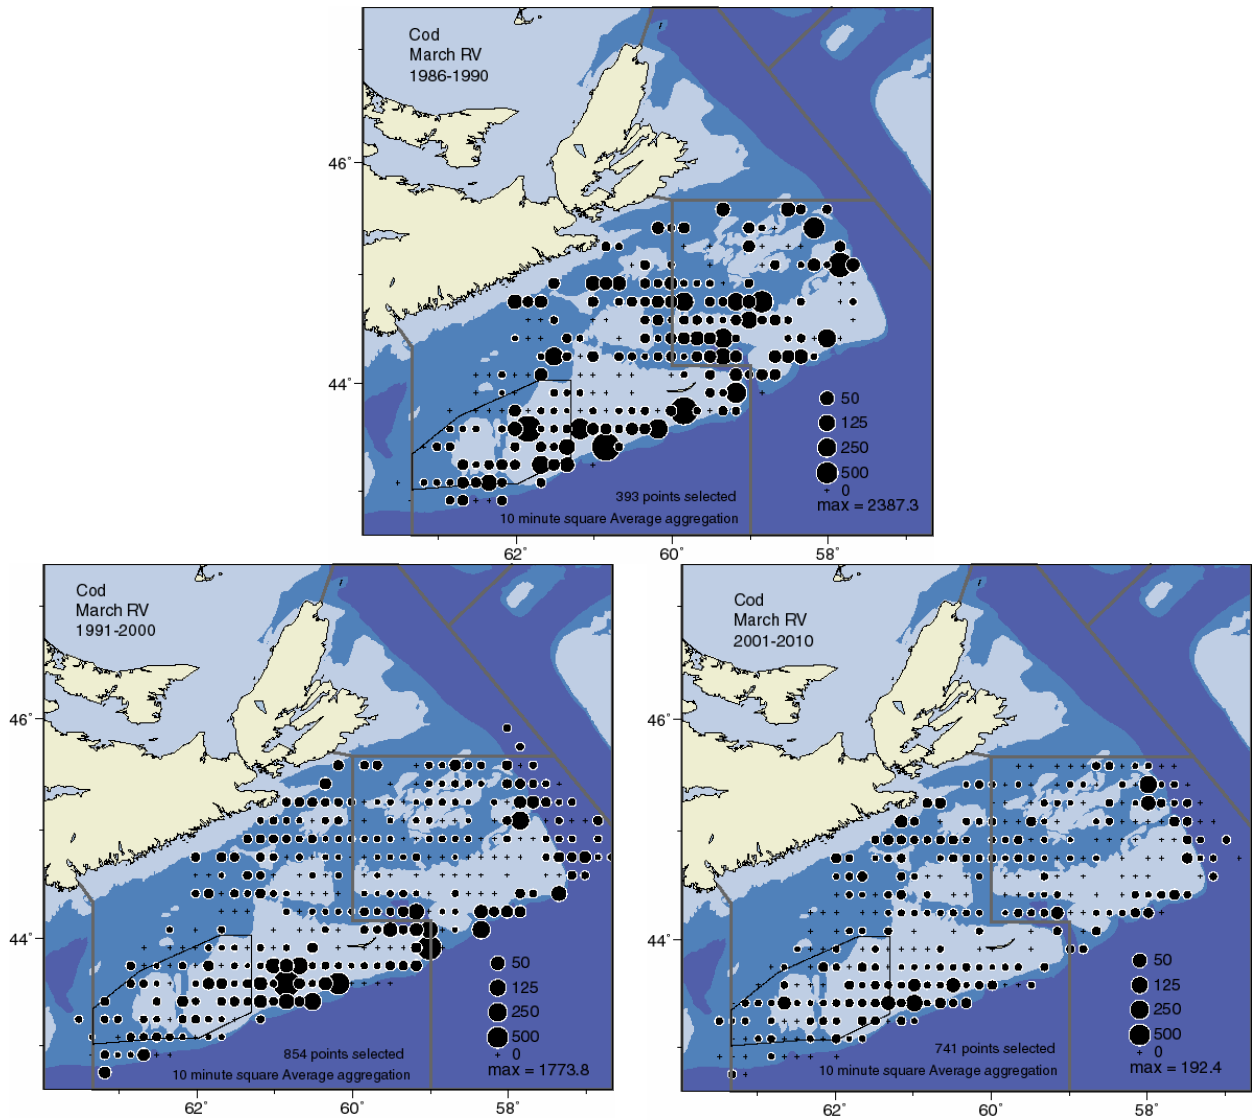 Cod
March RV
1986-1990
46°
44°
50
125
250
500
0
393 points selected
max = 2387.3
10 minute square Average aggregation
62°
60°
58°
Cod
March RV
1991-2000
46°
44°
50
125
250
500
0
854 points selected
max = 1773.8
10 minute square Average aggregation
62°
60°
58°
Cod
March RV
2001-2010
46°
44°
50
125
250
500
0
741 points selected
max = 192.4
10 minute square Average aggregation
62°
60°
58°